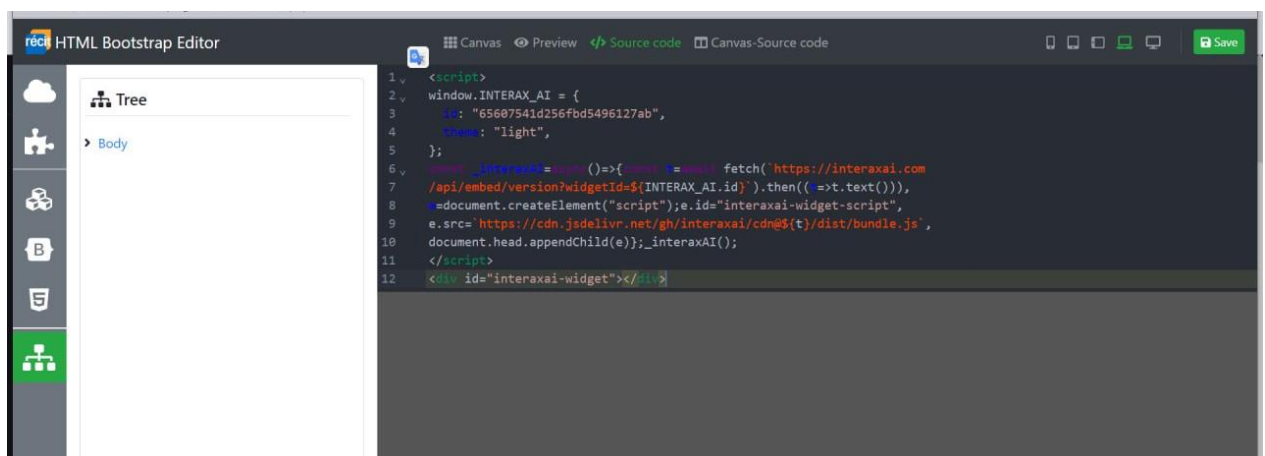 récit HTML Bootstrap Editor
Canvas Preview </> Source code Canvas-Source code
Save
Tree
Body
1 <script>
2 window.INTERAX_AI = {
3 id: "65607541d256fbd5496127ab",
4 theme: "light",
5 };
6 const _interaxAI=async()=>{const t=await fetch(`https://interaxai.com
7 /api/embed/version?widgetId=${INTERAX_AI.id}`).then((t=>t.text())),
8 e=document.createElement("script");e.id="interaxai-widget-script",
9 e.src=`https://cdn.jsdelivr.net/gh/interaxai/cdn@${t}/dist/bundle.js`,
10 document.head.appendChild(e)};_interaxAI();
11 </script>
12 <div id="interaxai-widget"></div>
B
5